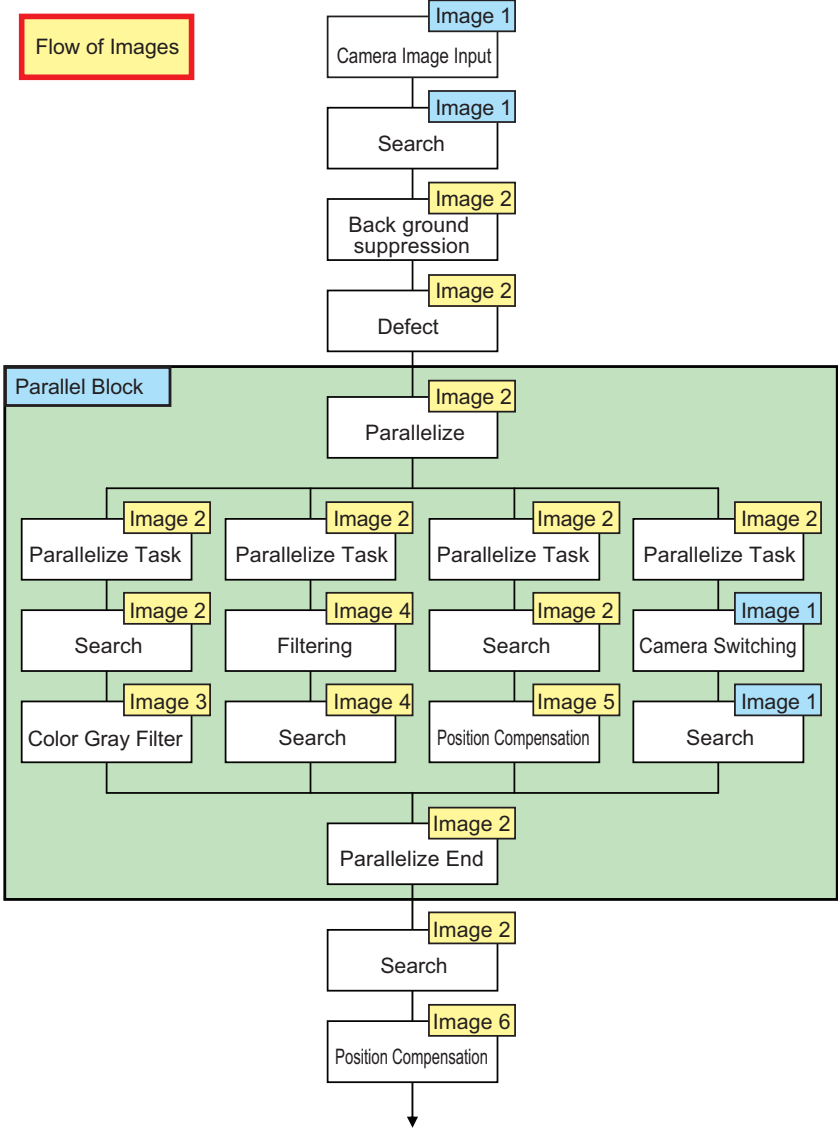 Flow of Images
Image 1
Camera Image Input
Image 1
Search
Image 2
Back ground
suppression
Image 2
Defect
Parallel Block
Image 2
Parallelize
Image 2
Image 2
Image 2
Image 2
Parallelize Task
Parallelize Task
Parallelize Task
Parallelize Task
Image 2
Image 4
Image 2
Image 1
Search
Filtering
Search
Camera Switching
Image 3
Image 4
Image 5
Image 1
Color Gray Filter
Search
Position Compensation
Search
Image 2
Parallelize End
Image 2
Search
Image 6
Position Compensation